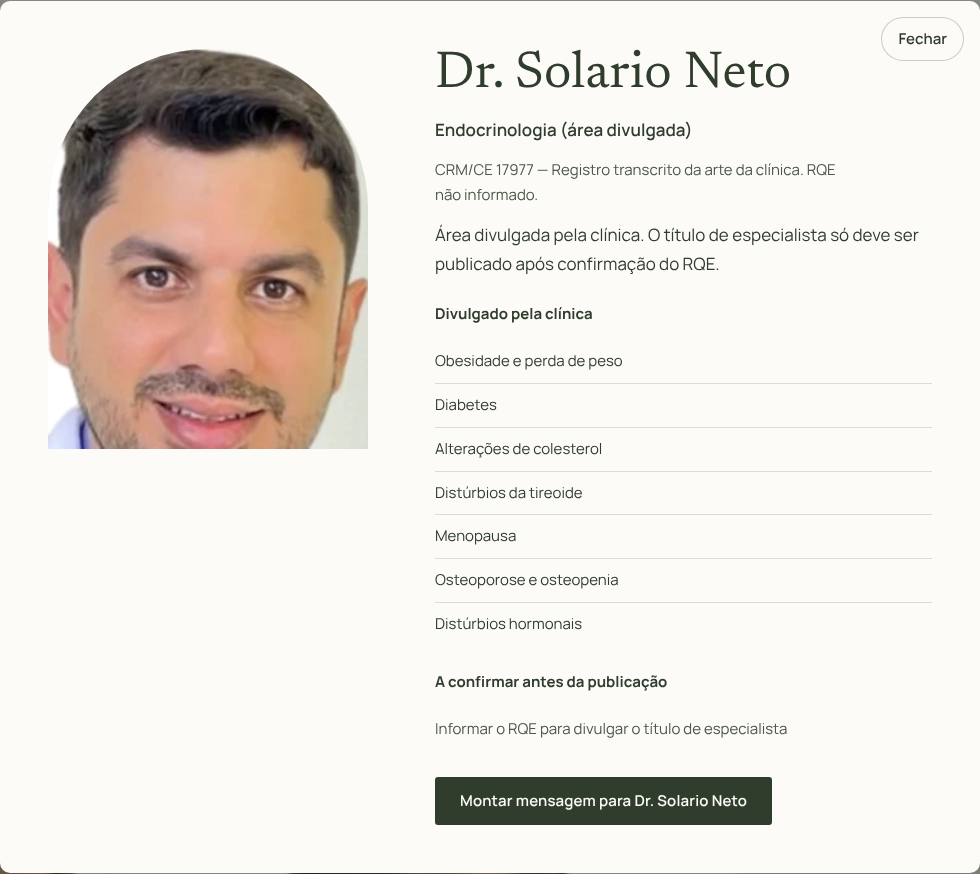 Fechar
Dr. Solario Neto
Endocrinologia (área divulgada)
CRM/CE 17977 — Registro transcrito da arte da clínica. RQE
não informado.
Área divulgada pela clínica. O título de especialista só deve ser
publicado após confirmação do RQE.
Divulgado pela clínica
Obesidade e perda de peso
Diabetes
Alterações de colesterol
Distúrbios da tireoide
Menopausa
Osteoporose e osteopenia
Distúrbios hormonais
A confirmar antes da publicação
Informar o RQE para divulgar o título de especialista
Montar mensagem para Dr. Solario Neto